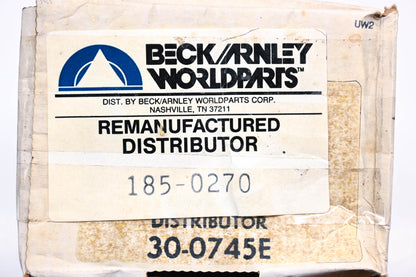 UW2
BECK/ARNLEY
WORLDPARTS™
DIST. BY BECK/ARNLEY WORLDPARTS CORP.
NASHVILLE, TN 37211
REMANUFACTURED
DISTRIBUTOR
185-0270
DISTRIBUTOR
30-0745E